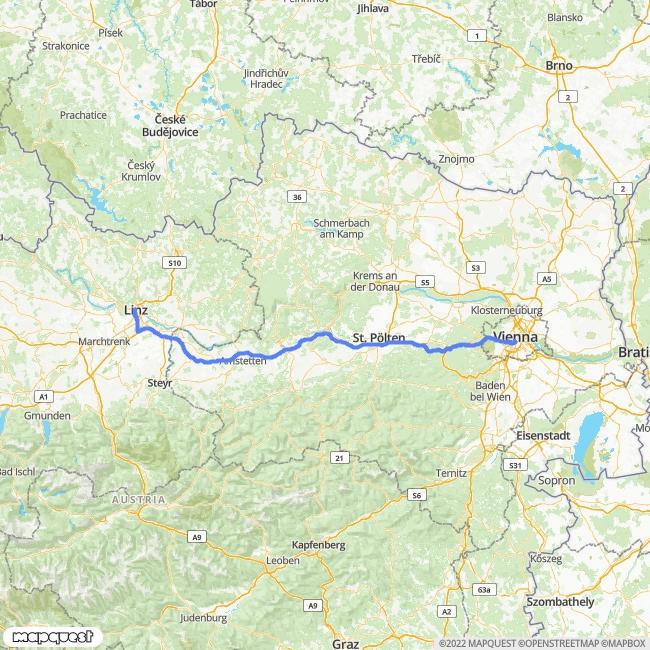 Tábor
Jihlava
Písek
Strakonice
1
Blansko
Třebíč
Brno
Jindřichův
Hradec
2
Prachatice
České
Budějovice
Znojmo
Český
Krumlov
2
36
Schmerbach
am Kamp
S10
S3
Krems an
der Donau
A5
S5
Linz
Klosterneuburg
Marchtrenk
St. Pölten
Vienna
Brati
Amstetten
Steyr
Baden
bei Wien
A1
Gmunden
Eisenstadt
Mo
21
S31
Bad Ischl
Ternitz
Sopron
AUSTRIA
S6
A9
Kapfenberg
Leoben
Kőszeg
63a
Szombathely
A9
A2
Judenburg
mapquest
Graz
©2022 MAPQUEST ©OPENSTREETMAP ©MAPBOX